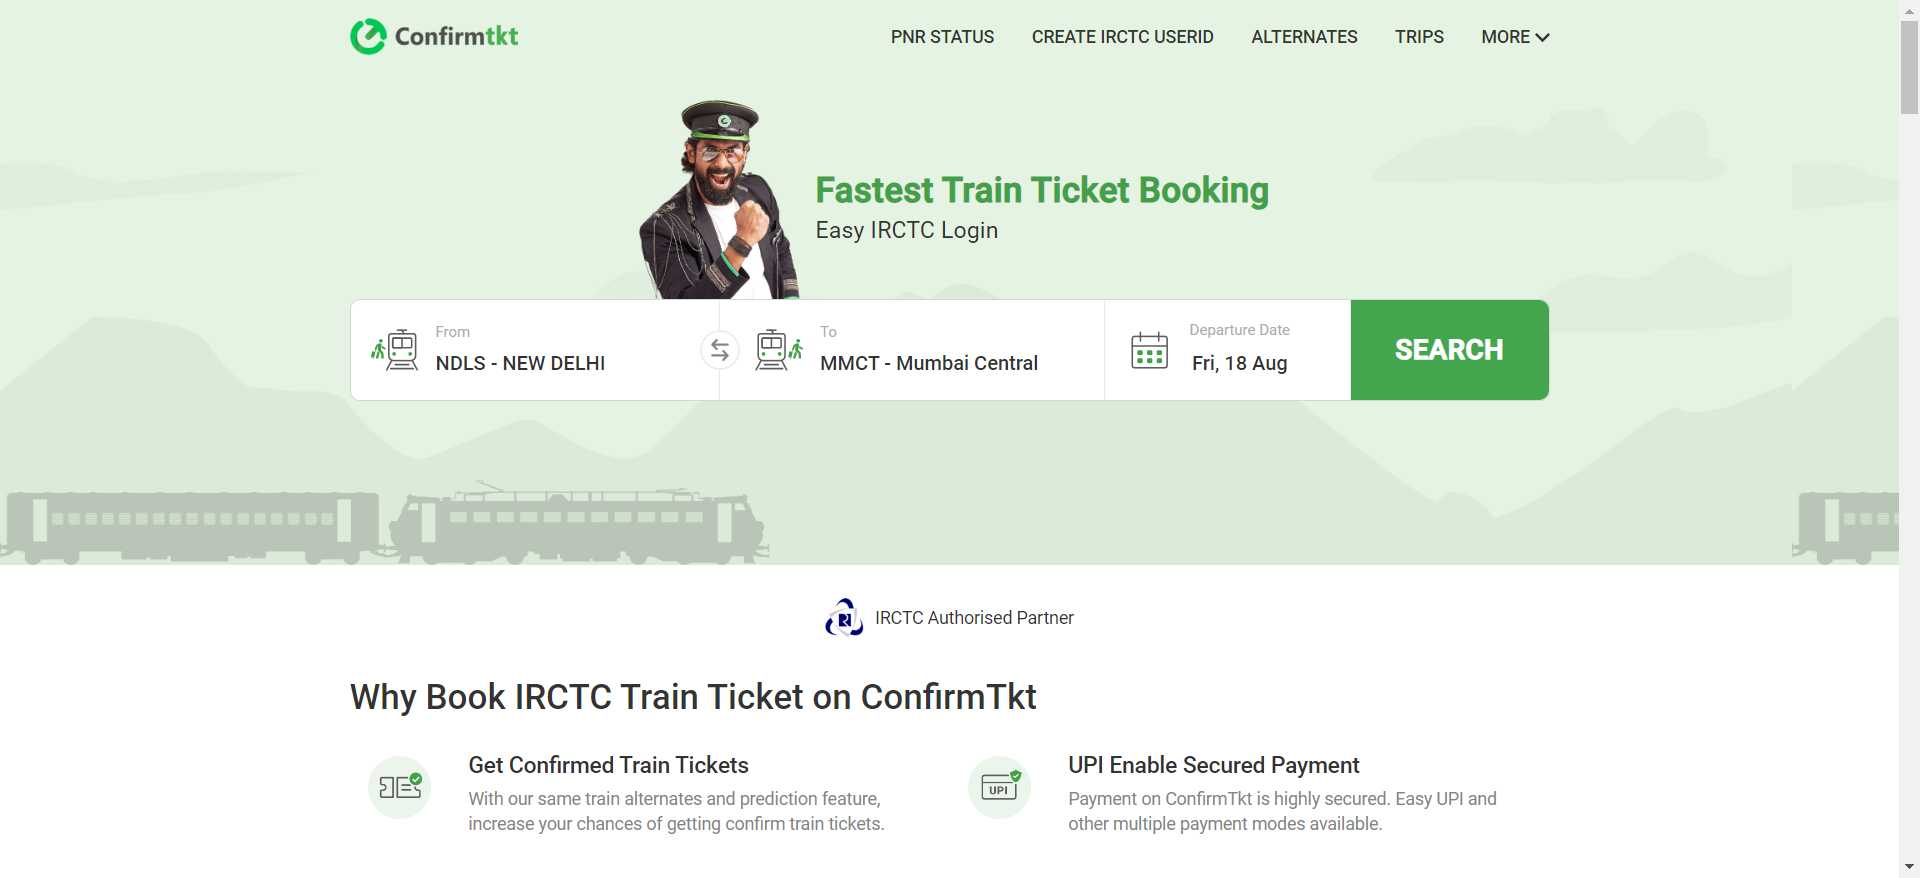 Confirmtkt
PNR STATUS
CREATE IRCTC USERID
ALTERNATES
TRIPS
MORE
Fastest Train Ticket Booking
Easy IRCTC Login
From
NDLS - NEW DELHI
To
MMCT - Mumbai Central
Departure Date
Fri, 18 Aug
SEARCH
IRCTC Authorised Partner
Why Book IRCTC Train Ticket on ConfirmTkt
Get Confirmed Train Tickets
With our same train alternates and prediction feature,
increase your chances of getting confirm train tickets.
UPI
UPI Enable Secured Payment
Payment on ConfirmTkt is highly secured. Easy UPI and
other multiple payment modes available.